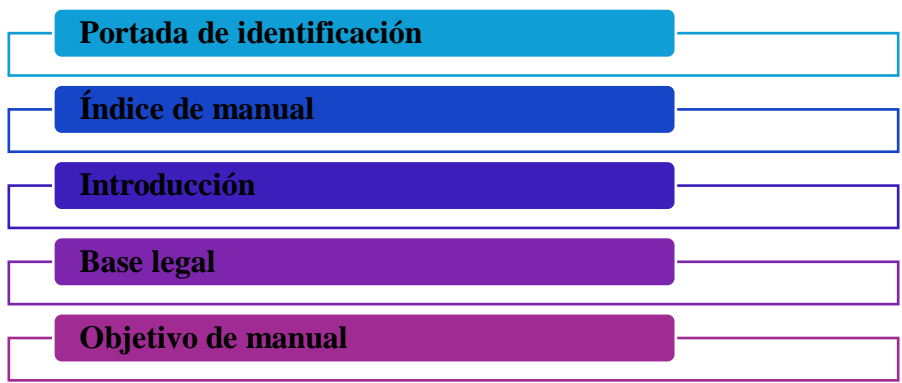 Portada de identificación
Índice de manual
Introducción
Base legal
Objetivo de manual